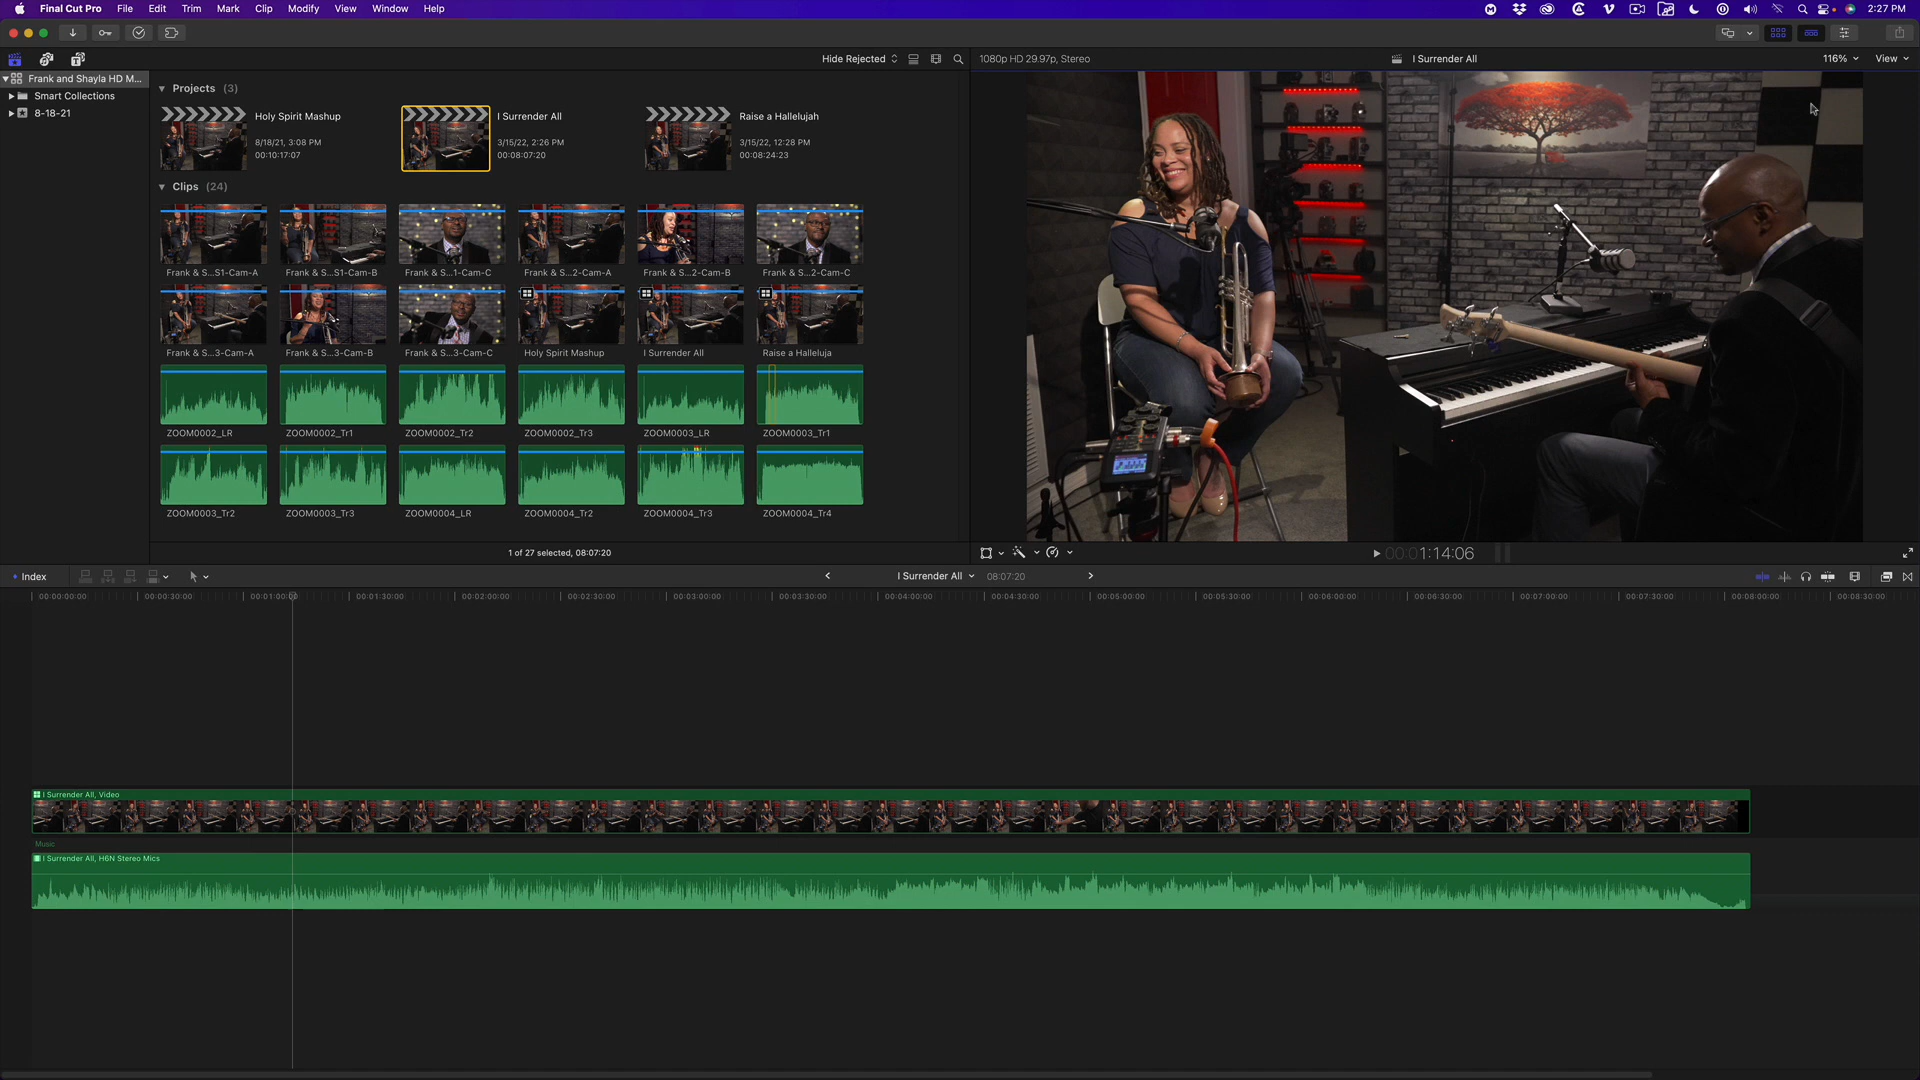 Final Cut Pro File Edit Trim Mark Clip Modify View Window Help 2:27 PM
Hide Rejected 1080p HD 29.97p, Stereo I Surrender All 116% View
Frank and Shayla HD M...
Smart Collections
8-18-21
Projects (3)
Holy Spirit Mashup I Surrender All Raise a Hallelujah
8/18/21, 3:08 PM 3/15/22, 2:26 PM 3/15/22, 12:28 PM
00:10:17:07 00:08:07:20 00:08:24:23
Clips (24)
Frank & S...S1-Cam-A Frank & S...S1-Cam-B Frank & S...1-Cam-C Frank & S...2-Cam-A Frank & S...2-Cam-B Frank & S...2-Cam-C
Frank & S...3-Cam-A Frank & S...3-Cam-B Frank & S...3-Cam-C Holy Spirit Mashup I Surrender All Raise a Halleluja
ZOOM0002_LR ZOOM0002_Tr1 ZOOM0002_Tr2 ZOOM0002_Tr3 ZOOM0003_LR ZOOM0003_Tr1
ZOOM0003_Tr2 ZOOM0003_Tr3 ZOOM0004_LR ZOOM0004_Tr2 ZOOM0004_Tr3 ZOOM0004_Tr4
1 of 27 selected, 08:07:20 00:01:14:06
Index I Surrender All 08:07:20
00:00:00:00 00:00:30:00 00:01:00:00 00:01:30:00 00:02:00:00 00:02:30:00 00:03:00:00 00:03:30:00 00:04:00:00 00:04:30:00 00:05:00:00 00:05:30:00 00:06:00:00 00:06:30:00 00:07:00:00 00:07:30:00 00:08:00:00 00:08:30:00
I Surrender All, Video
Music
I Surrender All, H6N Stereo Mics